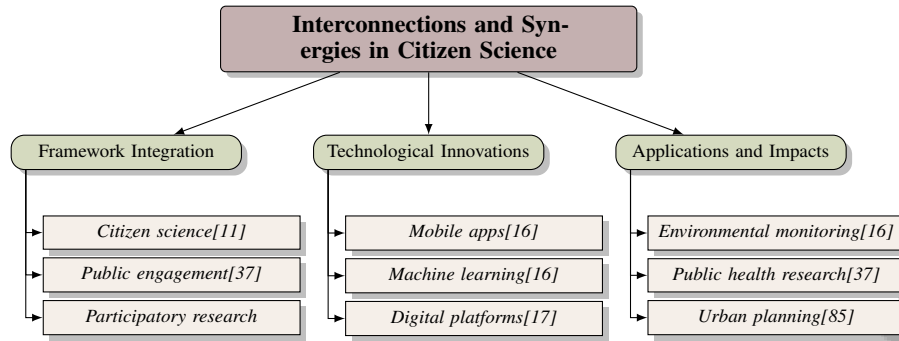 Interconnections and Syn-
ergies in Citizen Science
Framework Integration
Citizen science[11]
Public engagement[37]
Participatory research
Technological Innovations
Mobile apps[16]
Machine learning[16]
Digital platforms[17]
Applications and Impacts
Environmental monitoring[16]
Public health research[37]
Urban planning[85]